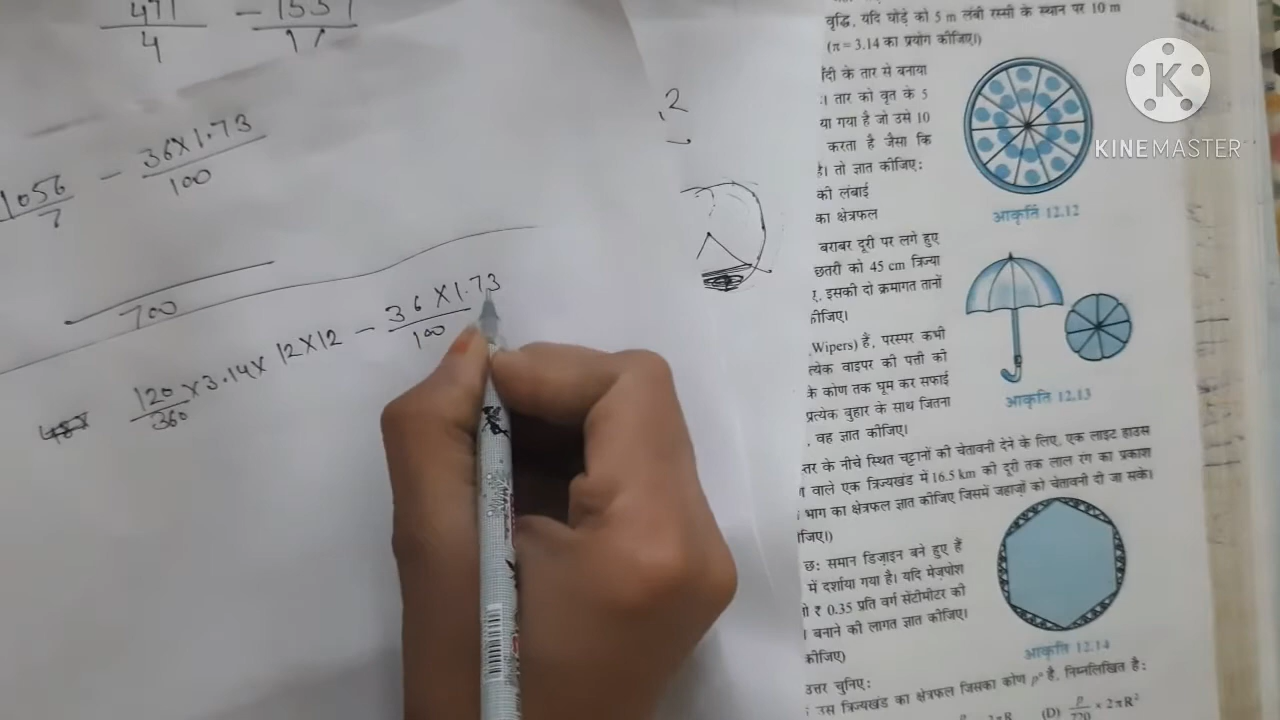 471/4 - 1551/17
1056/7 - 36×1.73/100
700
120/360 × 3.14 × 12 × 12 - 36 × 1.73/100
.2
वृद्धि, यदि घोड़े को 5 m लंबी रस्सी के स्थान पर 10 m
(π = 3.14 का प्रयोग कीजिए।)
के तार से बनाया
। तार को वृत के 5
या गया है जो उसे 10
करता है जैसा कि
है। तो ज्ञात कीजिए:
की लंबाई
का क्षेत्रफल
आकृति 12.12
बराबर दूरी पर लगे हुए
छतरी को 45 cm त्रिज्या
इसकी दो क्रमागत तानों
कीजिए।
आकृति 12.13
Wipers) हैं, परस्पर कभी
वाइपर की पत्ती की
के कोण तक घूम कर सफाई
प्रत्येक बुहार के साथ जितना
, वह ज्ञात कीजिए।
स्तर के नीचे स्थित चट्टानों की चेतावनी देने के लिए, एक लाइट हाउस
वाले एक त्रिज्यखंड में 16.5 km की दूरी तक लाल रंग का प्रकाश
भाग का क्षेत्रफल ज्ञात कीजिए जिसमें जहाज़ों को चेतावनी दी जा सके।
जिए।)
छः समान डिज़ाइन बने हुए हैं
में दर्शाया गया है। यदि मेज़पोश
₹ 0.35 प्रति वर्ग सेंटीमीटर की
बनाने की लागत ज्ञात कीजिए।
कीजिए)
आकृति 12.14
उत्तर चुनिए:
उस त्रिज्यखंड का क्षेत्रफल जिसका कोण p° है, निम्नलिखित है:
(D) p/720 × 2πR²
K
KINEMASTER